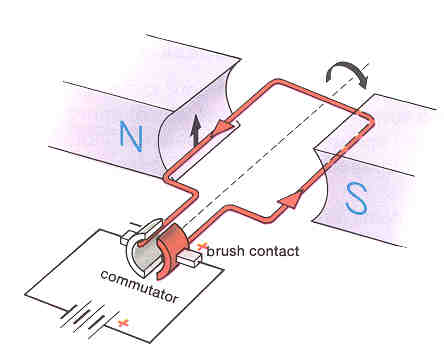 N
S
+
brush contact
commutator
+